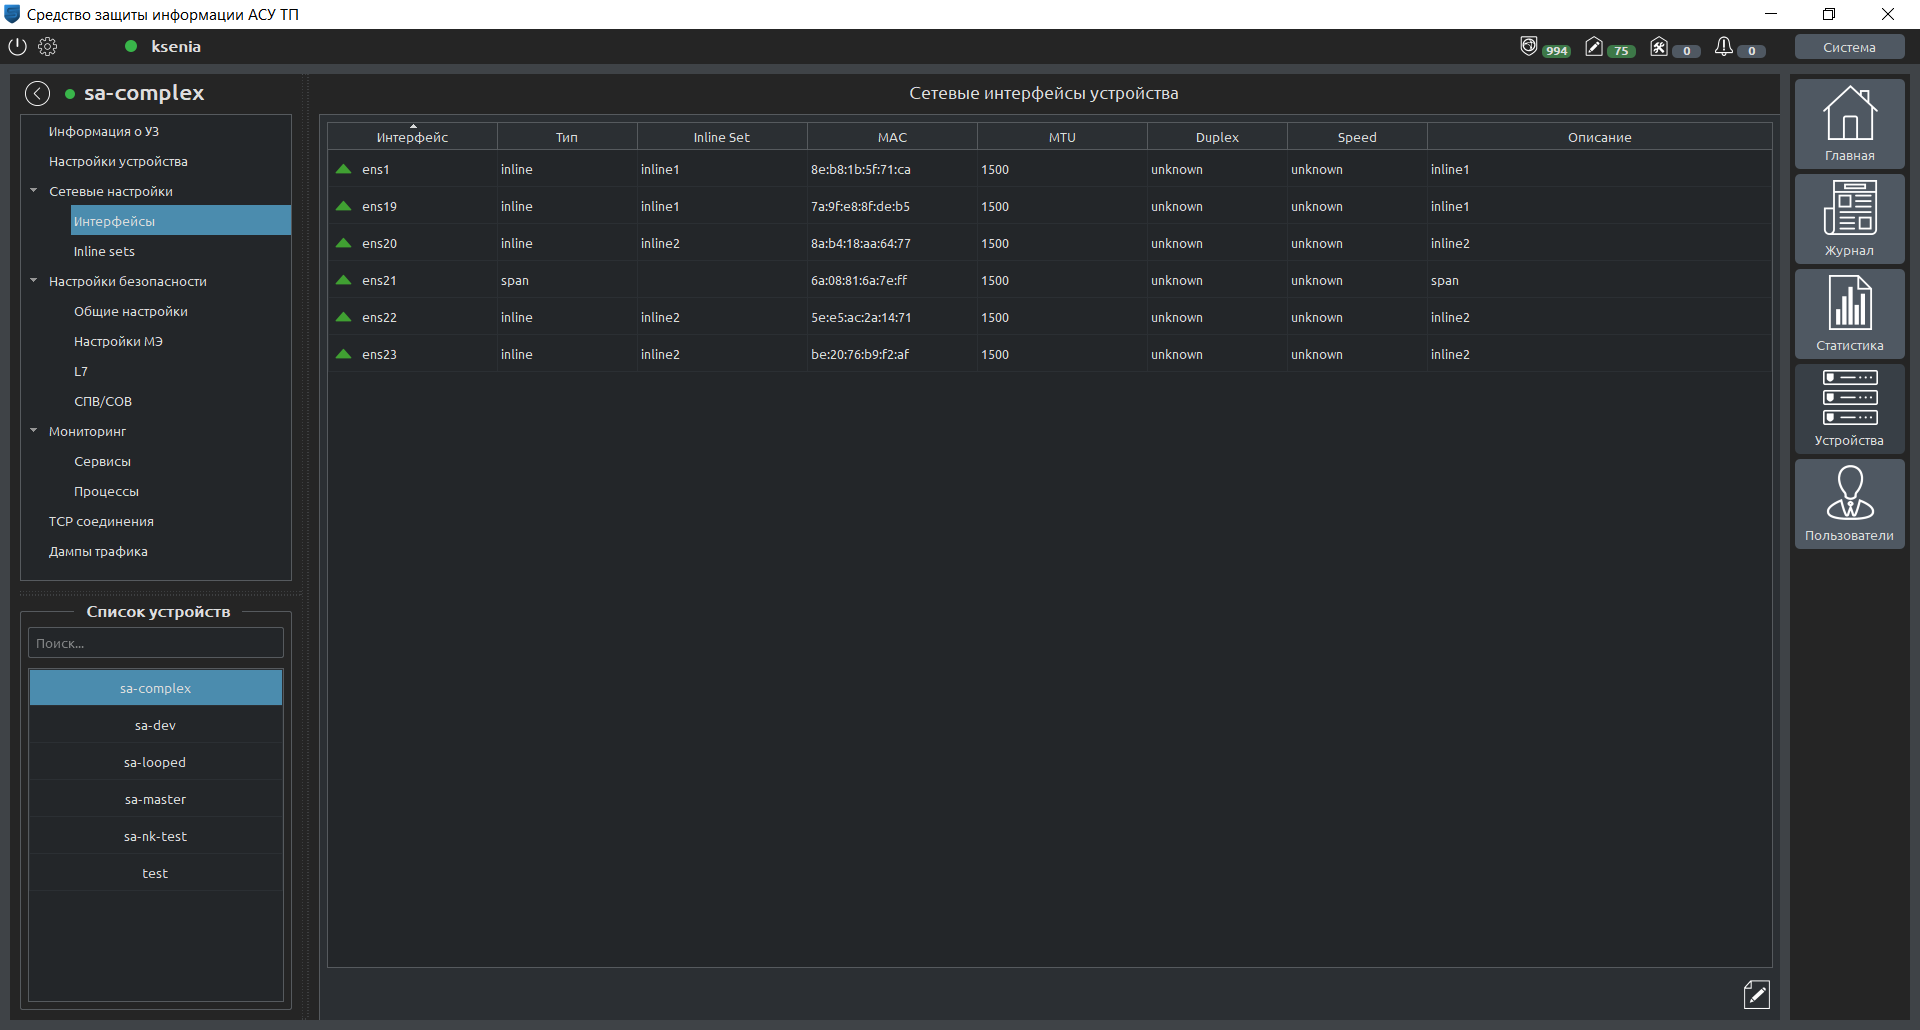 Средство защиты информации АСУ ТП
ksenia
994
75
0
0
Система
sa-complex
Информация о УЗ
Настройки устройства
Сетевые настройки
Интерфейсы
Inline sets
Настройки безопасности
Общие настройки
Настройки МЭ
L7
СПВ/СОВ
Мониторинг
Сервисы
Процессы
TCP соединения
Дампы трафика
Список устройств
Поиск...
sa-complex
sa-dev
sa-looped
sa-master
sa-nk-test
test
Сетевые интерфейсы устройства
Интерфейс Тип Inline Set MAC MTU Duplex Speed Описание
ens1 inline inline1 8e:b8:1b:5f:71:ca 1500 unknown unknown inline1
ens19 inline inline1 7a:9f:e8:8f:de:b5 1500 unknown unknown inline1
ens20 inline inline2 8a:b4:18:aa:64:77 1500 unknown unknown inline2
ens21 span 6a:08:81:6a:7e:ff 1500 unknown unknown span
ens22 inline inline2 5e:e5:ac:2a:14:71 1500 unknown unknown inline2
ens23 inline inline2 be:20:76:b9:f2:af 1500 unknown unknown inline2
Главная
Журнал
Статистика
Устройства
Пользователи